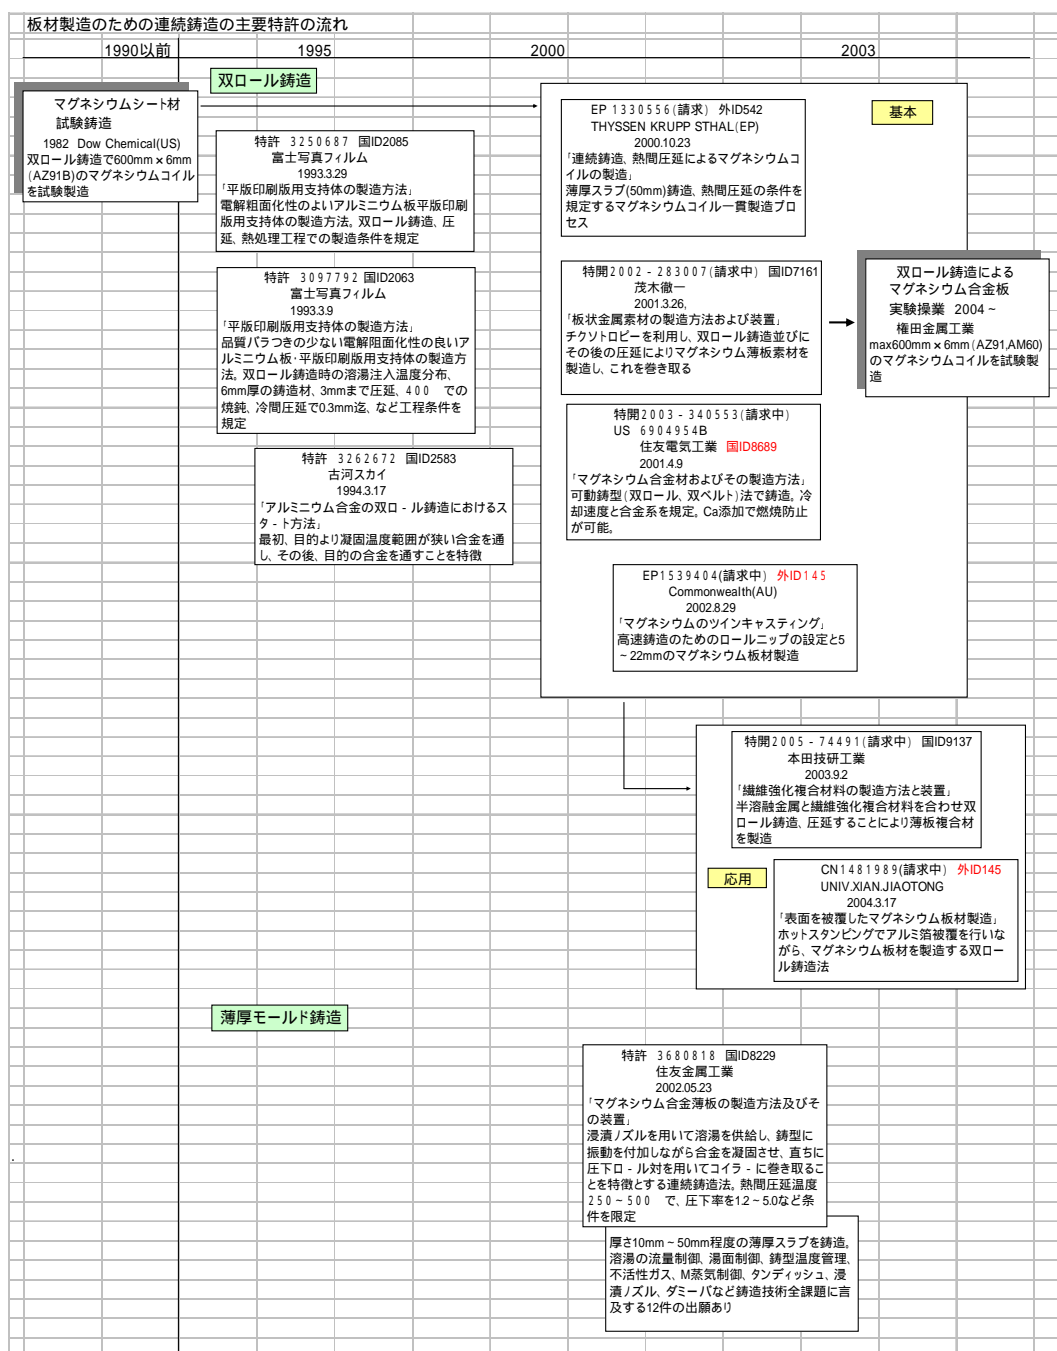 板材製造のための連続鋳造の主要特許の流れ
1990以前
1995
2000
2003
双ロール鋳造
マグネシウムシート材
試験鋳造
1982 Dow Chemical(US)
双ロール鋳造で600mm×6mm
(AZ91B)のマグネシウムコイル
を試験製造
特許 3250687 国ID2085
富士写真フィルム
1993.3.29
「平版印刷版用支持体の製造方法」
電解粗面化性のよいアルミニウム板平版印刷
版用支持体の製造方法。双ロール鋳造、圧
延、熱処理工程での製造条件を規定
特許 3097792 国ID2063
富士写真フィルム
1993.3.9
「平版印刷版用支持体の製造方法」
品質バラつきの少ない電解阻面化性の良いア
ルミニウム板・平版印刷版用支持体の製造方
法。双ロール鋳造時の溶湯注入温度分布、
6mm厚の鋳造材、3mmまで圧延、400 での
焼鈍、冷間圧延で0.3mm迄、など工程条件を
規定
特許 3262672 国ID2583
古河スカイ
1994.3.17
「アルミニウム合金の双ロ-ル鋳造におけるス
タ-ト方法」
最初、目的より凝固温度範囲が狭い合金を通
し、その後、目的の合金を通すことを特徴
EP 1330556(請求) 外ID542
THYSSEN KRUPP STHAL(EP)
2000.10.23
「連続鋳造、熱間圧延によるマグネシウムコ
イルの製造」
薄厚スラブ(50mm)鋳造、熱間圧延の条件を
規定するマグネシウムコイル一貫製造プロ
セス
基本
特開2002-283007(請求中) 国ID7161
茂木徹一
2001.3.26,
「板状金属素材の製造方法および装置」
チクソトロピーを利用し、双ロール鋳造並びに
その後の圧延によりマグネシウム薄板素材を
製造し、これを巻き取る
双ロール鋳造による
マグネシウム合金板
実験操業 2004~
権田金属工業
max600mm×6mm(AZ91,AM60)
のマグネシウムコイルを試験製
造
特開2003-340553(請求中)
US 6904954B
住友電気工業 国ID8689
2001.4.9
「マグネシウム合金材およびその製造方法」
可動鋳型(双ロール、双ベルト)法で鋳造。冷
却速度と合金系を規定。Ca添加で燃焼防止
が可能。
EP1539404(請求中) 外ID145
Commonwealth(AU)
2002.8.29
「マグネシウムのツインキャスティング」
高速鋳造のためのロールニップの設定と5
~22mmのマグネシウム板材製造
特開2005-74491(請求中) 国ID9137
本田技研工業
2003.9.2
「繊維強化複合材料の製造方法と装置」
半溶融金属と繊維強化複合材料を合わせ双
ロール鋳造、圧延することにより薄板複合材
を製造
応用
CN1481989(請求中) 外ID145
UNIV.XIAN.JIAOTONG
2004.3.17
「表面を被覆したマグネシウム板材製造」
ホットスタンピングでアルミ箔被覆を行いな
がら、マグネシウム板材を製造する双ロー
ル鋳造法
薄厚モールド鋳造
特許 3680818 国ID8229
住友金属工業
2002.05.23
「マグネシウム合金薄板の製造方法及びそ
の装置」
浸漬ノズルを用いて溶湯を供給し、鋳型に
振動を付加しながら合金を凝固させ、直ちに
圧下ロ-ル対を用いてコイラ-に巻き取るこ
とを特徴とする連続鋳造法。熱間圧延温度
250~500 で、圧下率を1.2~5.0など条
件を限定
厚さ10mm~50mm程度の薄厚スラブを鋳造。
溶湯の流量制御、湯面制御、鋳型温度管理、
不活性ガス、M蒸気制御、タンディッシュ、浸
漬ノズル、ダミーバなど鋳造技術全課題に言
及する12件の出願あり